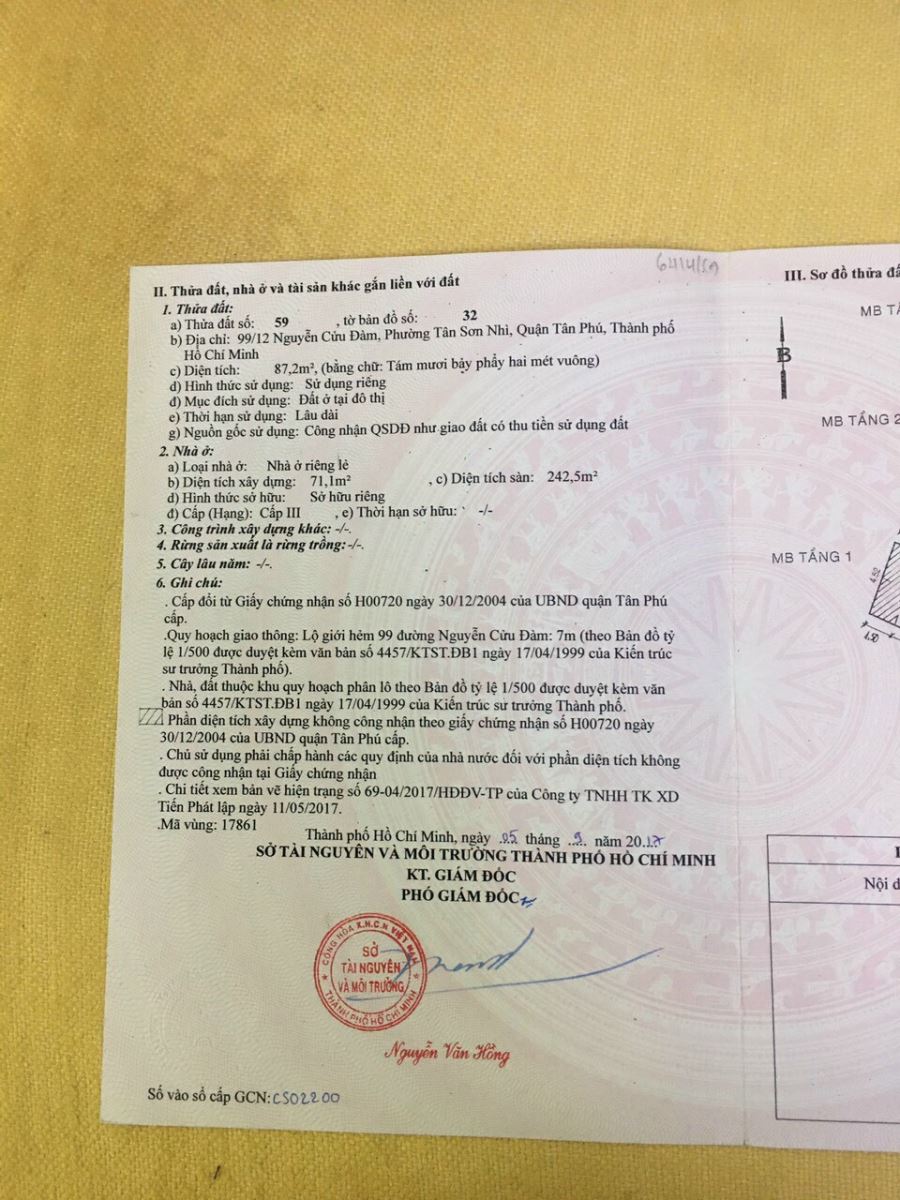 II. Thửa đất, nhà ở và tài sản khác gắn liền với đất
1. Thửa đất:
a) Thửa đất số: 59 , tờ bản đồ số: 32
b) Địa chỉ: 99/12 Nguyễn Cửu Đàm, Phường Tân Sơn Nhì, Quận Tân Phú, Thành phố
Hồ Chí Minh
c) Diện tích: 87,2m², (bằng chữ: Tám mươi bảy phẩy hai mét vuông)
d) Hình thức sử dụng: Sử dụng riêng
đ) Mục đích sử dụng: Đất ở tại đô thị
e) Thời hạn sử dụng: Lâu dài
g) Nguồn gốc sử dụng: Công nhận QSDĐ như giao đất có thu tiền sử dụng đất
2. Nhà ở:
a) Loại nhà ở: Nhà ở riêng lẻ
b) Diện tích xây dựng: 71,1m² , c) Diện tích sàn: 242,5m²
d) Hình thức sở hữu: Sở hữu riêng
đ) Cấp (Hạng): Cấp III , e) Thời hạn sở hữu: -/-
3. Công trình xây dựng khác: -/-.
4. Rừng sản xuất là rừng trồng: -/-.
5. Cây lâu năm: -/-.
6. Ghi chú:
. Cấp đổi từ Giấy chứng nhận số H00720 ngày 30/12/2004 của UBND quận Tân Phú
cấp.
.Quy hoạch giao thông: Lộ giới hẻm 99 đường Nguyễn Cửu Đàm: 7m (theo Bản đồ tỷ
lệ 1/500 được duyệt kèm văn bản số 4457/KTST.ĐB1 ngày 17/04/1999 của Kiến trúc
sư trưởng Thành phố).
. Nhà, đất thuộc khu quy hoạch phân lô theo Bản đồ tỷ lệ 1/500 được duyệt kèm văn
bản số 4457/KTST.ĐB1 ngày 17/04/1999 của Kiến trúc sư trưởng Thành phố.
Phần diện tích xây dựng không công nhận theo giấy chứng nhận số H00720 ngày
30/12/2004 của UBND quận Tân Phú cấp.
. Chủ sử dụng phải chấp hành các quy định của nhà nước đối với phần diện tích không
được công nhận tại Giấy chứng nhận
. Chi tiết xem bản vẽ hiện trạng số 69-04/2017/HĐĐV-TP của Công ty TNHH TK XD
Tiến Phát lập ngày 11/05/2017.
.Mã vùng: 17861
Thành phố Hồ Chí Minh, ngày 05 tháng 9 năm 2017
SỞ TÀI NGUYÊN VÀ MÔI TRƯỜNG THÀNH PHỐ HỒ CHÍ MINH
KT. GIÁM ĐỐC
PHÓ GIÁM ĐỐC
CỘNG HÒA X.H.C.N VIỆT NAM
SỞ
TÀI NGUYÊN
VÀ MÔI TRƯỜNG
THÀNH PHỐ HỒ CHÍ MINH
Nguyễn Văn Hồng
Số vào sổ cấp GCN: CS02200
III. Sơ đồ thửa đấ
MB TẦ
B
MB TẦNG 2
MB TẦNG 1
4.52
4.50
Nội d